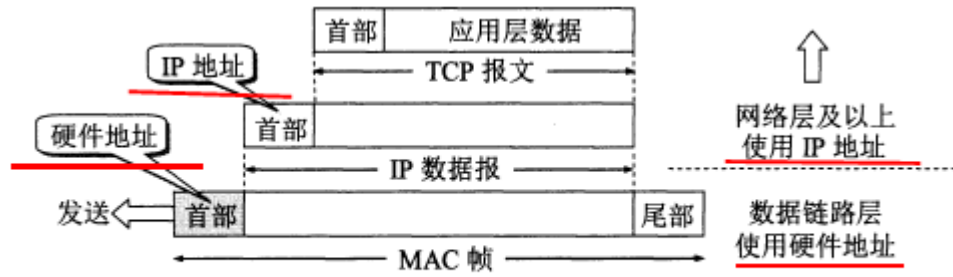 首部 应用层数据
IP 地址
TCP 报文
首部
网络层及以上
使用 IP 地址
硬件地址
IP 数据报
发送
首部
尾部
数据链路层
使用硬件地址
MAC 帧